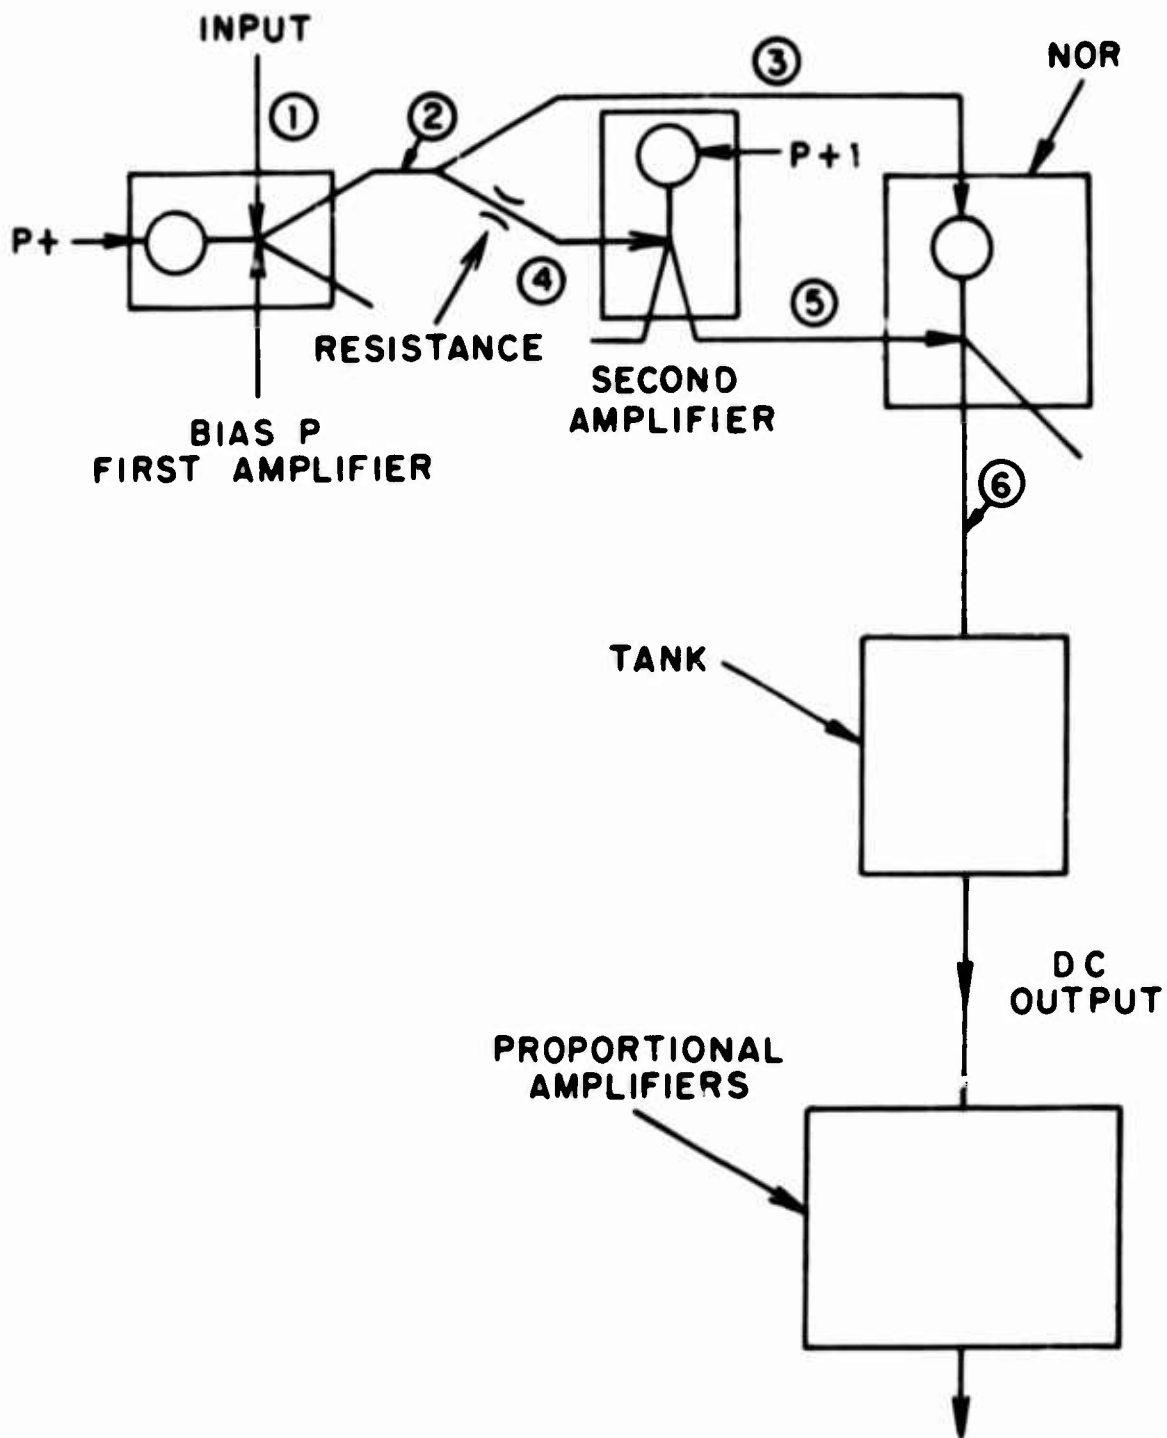 INPUT
1
2
3
NOR
P+
P+1
4
RESISTANCE
5
SECOND
AMPLIFIER
BIAS P
FIRST AMPLIFIER
6
TANK
DC
OUTPUT
PROPORTIONAL
AMPLIFIERS